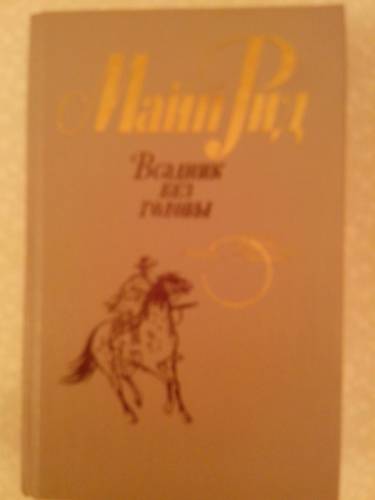 Майн Рид
Всадник
без
головы